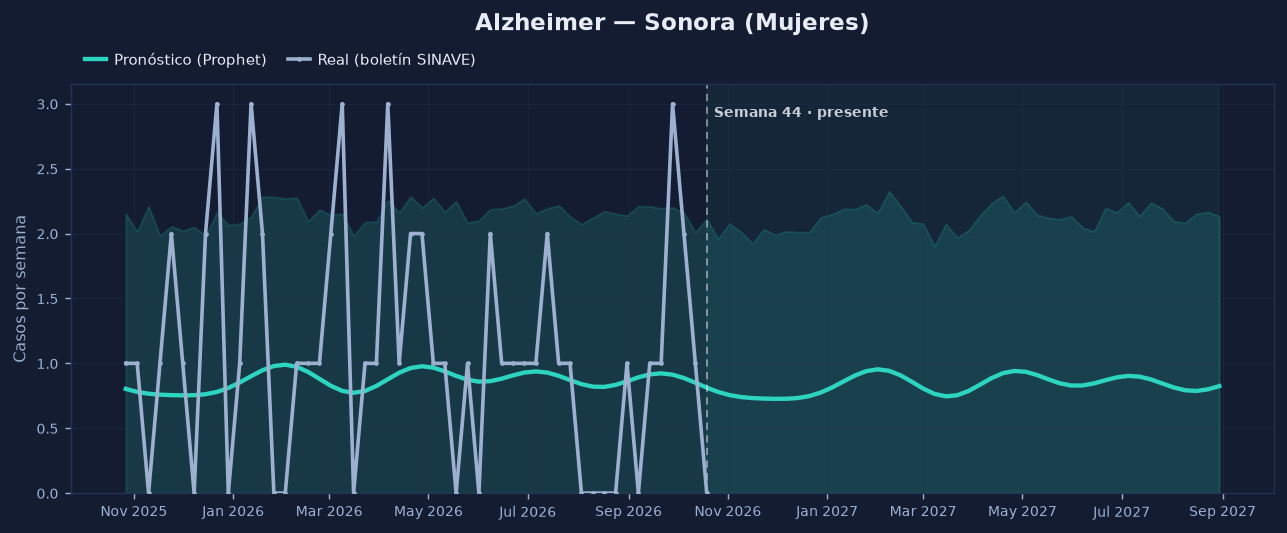 Alzheimer — Sonora (Mujeres)
Pronóstico (Prophet)
Real (boletín SINAVE)
Semana 44 · presente
Casos por semana
3.0
2.5
2.0
1.5
1.0
0.5
0.0
Nov 2025
Jan 2026
Mar 2026
May 2026
Jul 2026
Sep 2026
Nov 2026
Jan 2027
Mar 2027
May 2027
Jul 2027
Sep 2027